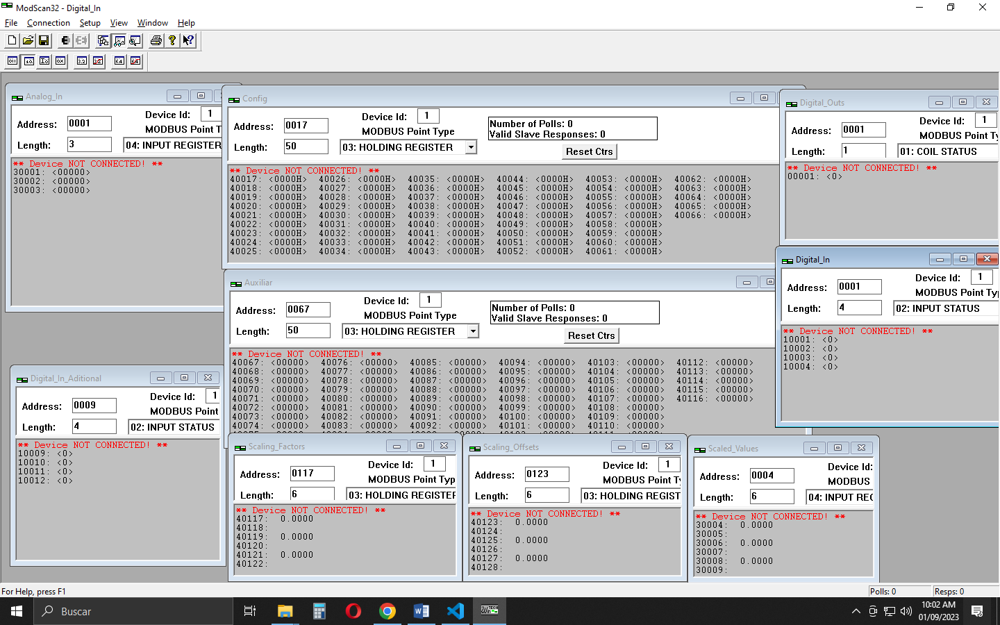 ModScan32 - Digital_In
File Connection Setup View Window Help
Analog_In
Address: 0001
Device Id: 1
MODBUS Point T
Length: 3
04: INPUT REGISTER
** Device NOT CONNECTED! **
30001: <00000>
30002: <00000>
30003: <00000>
Config
Address: 0017
Device Id: 1
MODBUS Point Type
Length: 50
03: HOLDING REGISTER
Number of Polls: 0
Valid Slave Responses: 0
Reset Ctrs
** Device NOT CONNECTED! **
40017: <0000H> 40026: <0000H> 40035: <0000H> 40044: <0000H> 40053: <0000H> 40062: <0000H>
40018: <0000H> 40027: <0000H> 40036: <0000H> 40045: <0000H> 40054: <0000H> 40063: <0000H>
40019: <0000H> 40028: <0000H> 40037: <0000H> 40046: <0000H> 40055: <0000H> 40064: <0000H>
40020: <0000H> 40029: <0000H> 40038: <0000H> 40047: <0000H> 40056: <0000H> 40065: <0000H>
40021: <0000H> 40030: <0000H> 40039: <0000H> 40048: <0000H> 40057: <0000H> 40066: <0000H>
40022: <0000H> 40031: <0000H> 40040: <0000H> 40049: <0000H> 40058: <0000H>
40023: <0000H> 40032: <0000H> 40041: <0000H> 40050: <0000H> 40059: <0000H>
40024: <0000H> 40033: <0000H> 40042: <0000H> 40051: <0000H> 40060: <0000H>
40025: <0000H> 40034: <0000H> 40043: <0000H> 40052: <0000H> 40061: <0000H>
Digital_Outs
Address: 0001
Device Id: 1
MODBUS Point Ty
Length: 1
01: COIL STATUS
** Device NOT CONNECTED! **
00001: <0>
Digital_In
Address: 0001
Device Id: 1
MODBUS Point Ty
Length: 4
02: INPUT STATUS
** Device NOT CONNECTED! **
10001: <0>
10002: <0>
10003: <0>
10004: <0>
Auxiliar
Address: 0067
Device Id: 1
MODBUS Point Type
Length: 50
03: HOLDING REGISTER
Number of Polls: 0
Valid Slave Responses: 0
Reset Ctrs
** Device NOT CONNECTED! **
40067: <00000> 40076: <00000> 40085: <00000> 40094: <00000> 40103: <00000> 40112: <00000>
40068: <00000> 40077: <00000> 40086: <00000> 40095: <00000> 40104: <00000> 40113: <00000>
40069: <00000> 40078: <00000> 40087: <00000> 40096: <00000> 40105: <00000> 40114: <00000>
40070: <00000> 40079: <00000> 40088: <00000> 40097: <00000> 40106: <00000> 40115: <00000>
40071: <00000> 40080: <00000> 40089: <00000> 40098: <00000> 40107: <00000> 40116: <00000>
40072: <00000> 40081: <00000> 40090: <00000> 40099: <00000> 40108: <00000>
40073: <00000> 40082: <00000> 40091: <00000> 40100: <00000> 40109: <00000>
40074: <00000> 40083: <00000> 40092: <00000> 40101: <00000> 40110: <00000>
Digital_In_Aditional
Address: 0009
Device Id: 1
MODBUS Point
Length: 4
02: INPUT STATUS
** Device NOT CONNECTED! **
10009: <0>
10010: <0>
10011: <0>
10012: <0>
Scaling_Factors
Address: 0117
Device Id: 1
MODBUS Point Typ
Length: 6
03: HOLDING REGISTER
** Device NOT CONNECTED! **
40117: 0.0000
40118:
40119: 0.0000
40120:
40121: 0.0000
40122:
Scaling_Offsets
Address: 0123
Device Id: 1
MODBUS Point Ty
Length: 6
03: HOLDING REGIST
** Device NOT CONNECTED! **
40123: 0.0000
40124:
40125: 0.0000
40126:
40127: 0.0000
40128:
Scaled_Values
Address: 0004
Device Id:
MODBUS
Length: 6
04: INPUT REG
** Device NOT CONNECTED! **
30004: 0.0000
30005:
30006: 0.0000
30007:
30008: 0.0000
30009:
For Help, press F1
Polls: 0
Resps: 0
Buscar
10:02 AM
01/09/2023